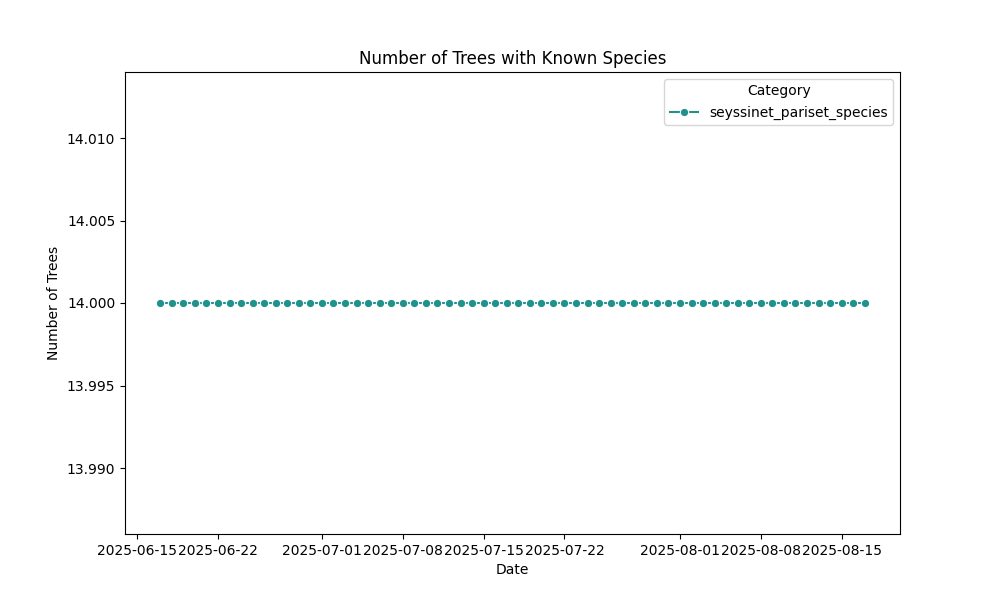 Number of Trees with Known Species
Category
seyssinet_pariset_species
14.010
14.005
14.000
13.995
13.990
Number of Trees
2025-06-15 2025-06-22 2025-07-01 2025-07-08 2025-07-15 2025-07-22 2025-08-01 2025-08-08 2025-08-15
Date